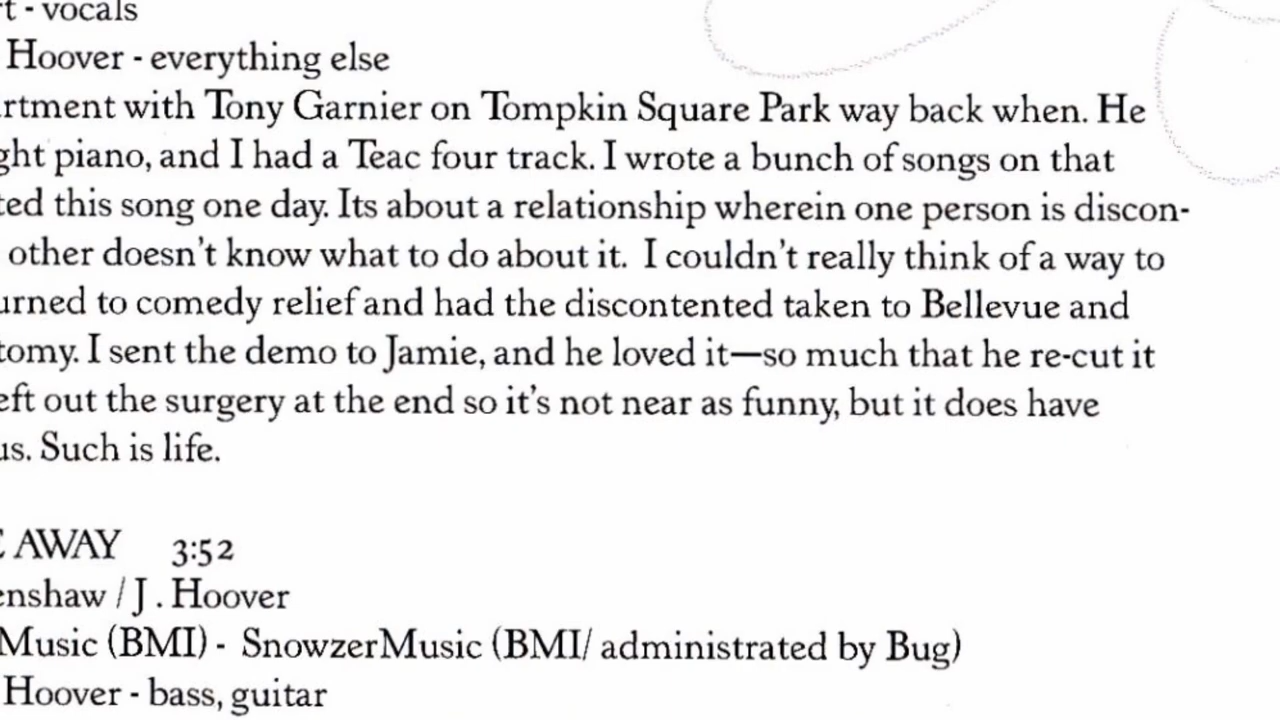 t - vocals
Hoover - everything else
rtment with Tony Garnier on Tompkin Square Park way back when. He
ght piano, and I had a Teac four track. I wrote a bunch of songs on that
ted this song one day. Its about a relationship wherein one person is discon-
other doesn't know what to do about it. I couldn't really think of a way to
urned to comedy relief and had the discontented taken to Bellevue and
tomy. I sent the demo to Jamie, and he loved it—so much that he re-cut it
eft out the surgery at the end so it's not near as funny, but it does have
us. Such is life.
E AWAY 3:52
enshaw / J . Hoover
Music (BMI) - SnowzerMusic (BMI/ administrated by Bug)
Hoover - bass, guitar